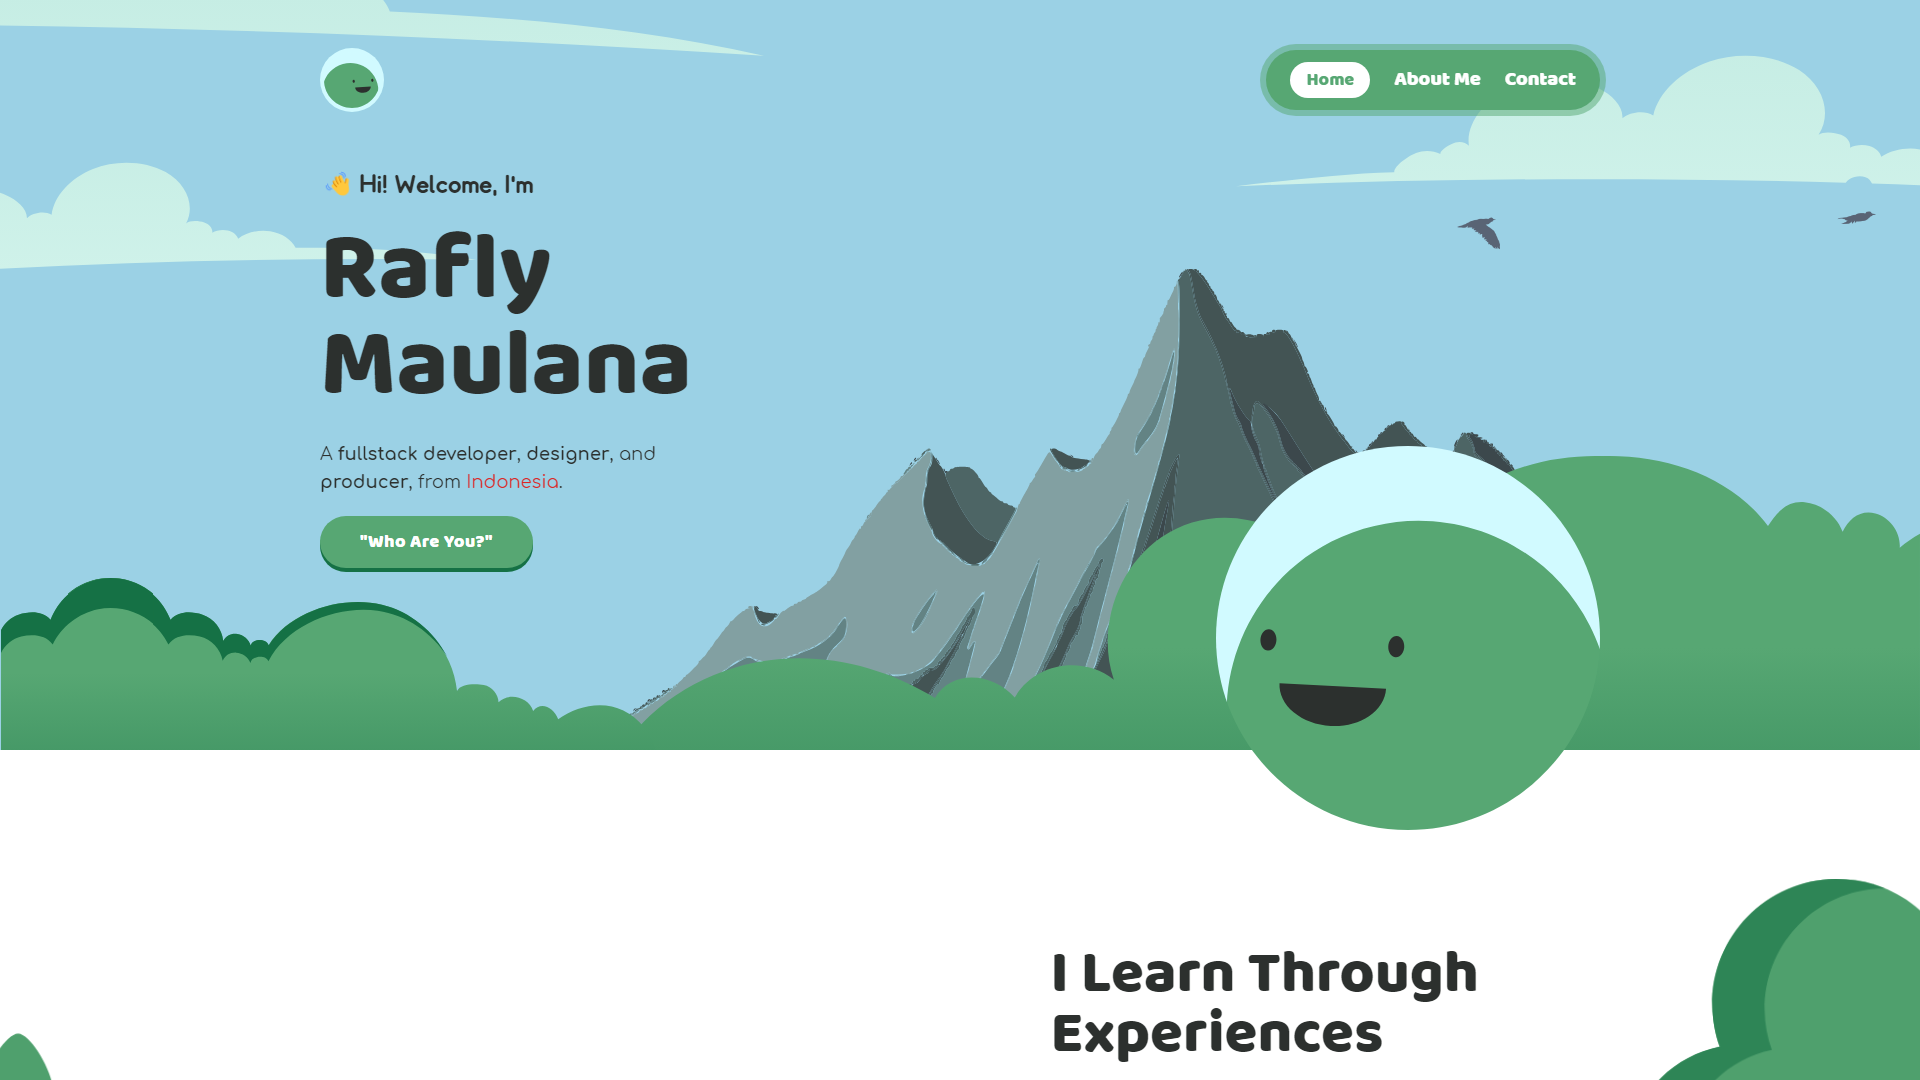 Home About Me Contact
👋 Hi! Welcome, I'm
Rafly
Maulana
A fullstack developer, designer, and
producer, from Indonesia.
"Who Are You?"
I Learn Through
Experiences